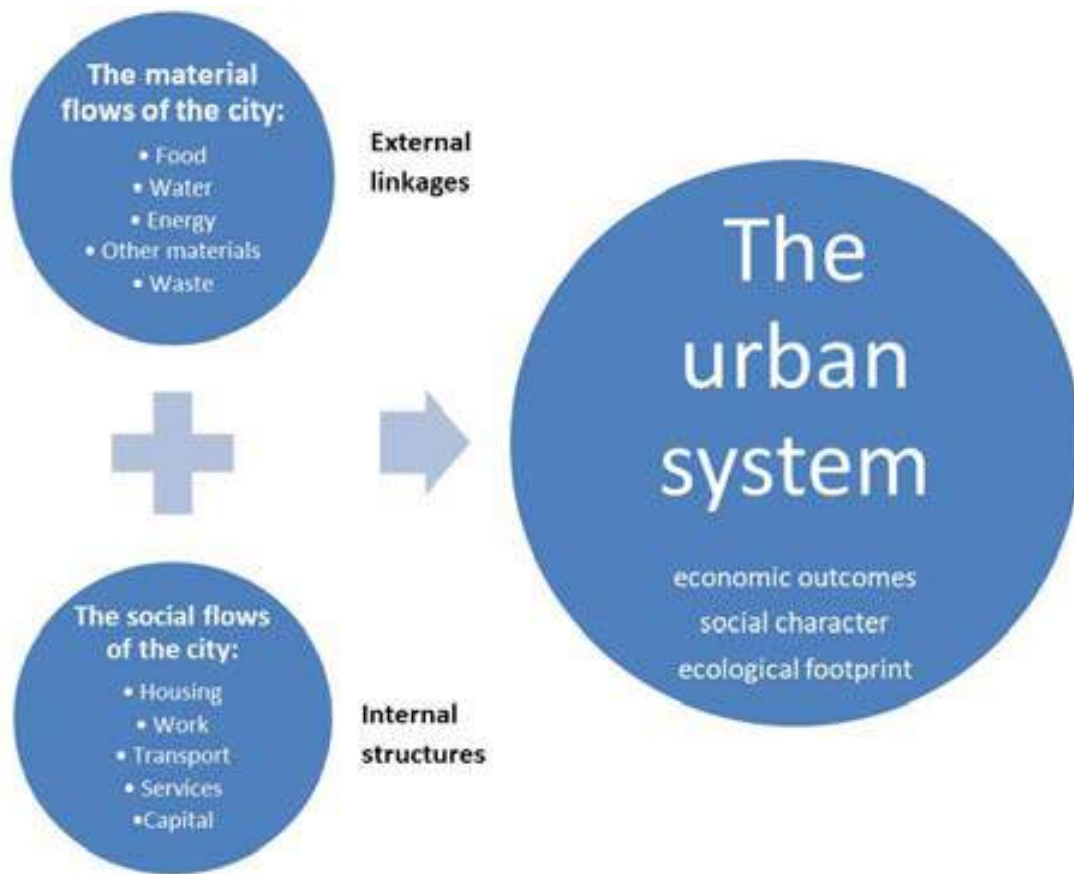 The material
flows of the city:
• Food
• Water
• Energy
• Other materials
• Waste
External
linkages
The social flows
of the city:
• Housing
• Work
• Transport
• Services
•Capital
Internal
structures
The
urban
system
economic outcomes
social character
ecological footprint